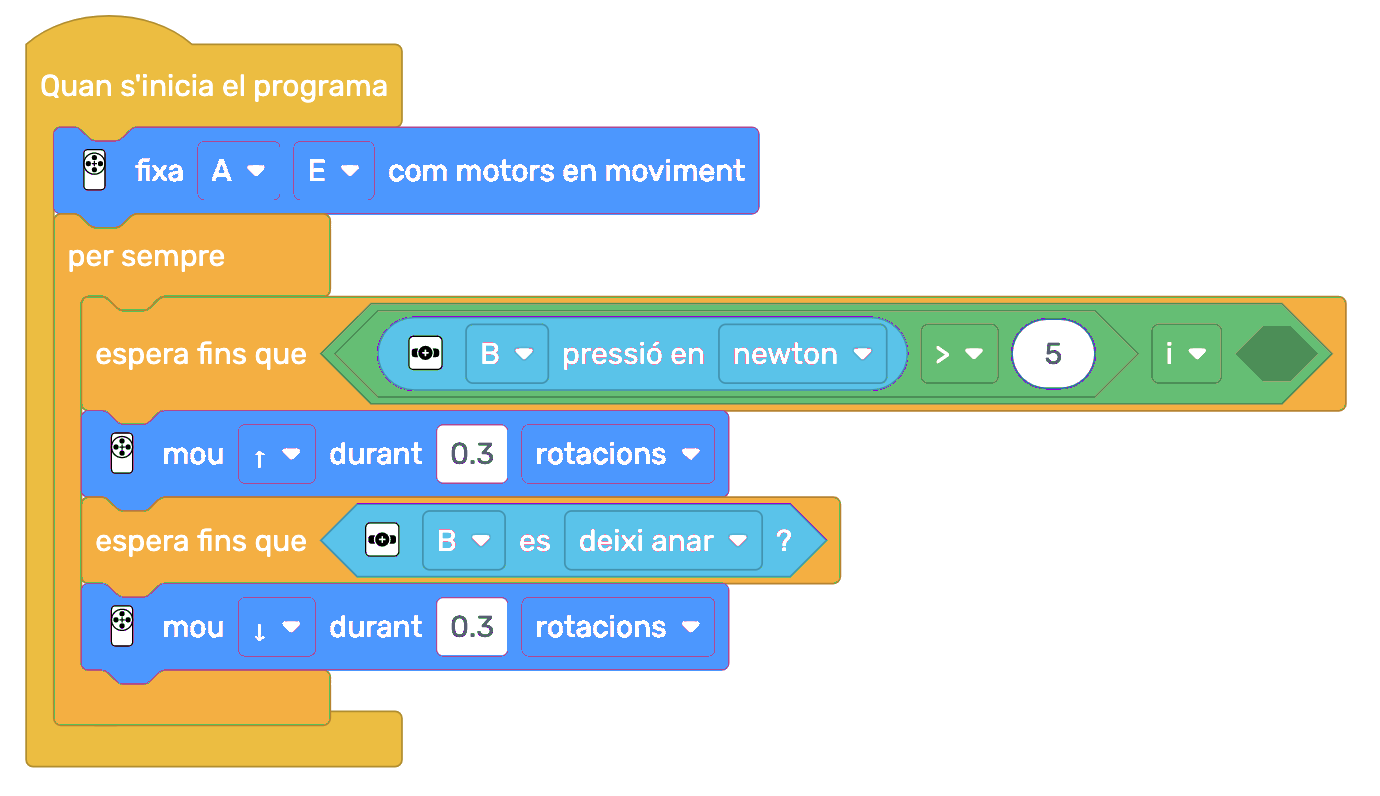 Quan s'inicia el programa
fixa A E com motors en moviment
per sempre
espera fins que B pressió en newton > 5 i
mou ↑ durant 0.3 rotacions
espera fins que B es deixi anar ?
mou ↓ durant 0.3 rotacions